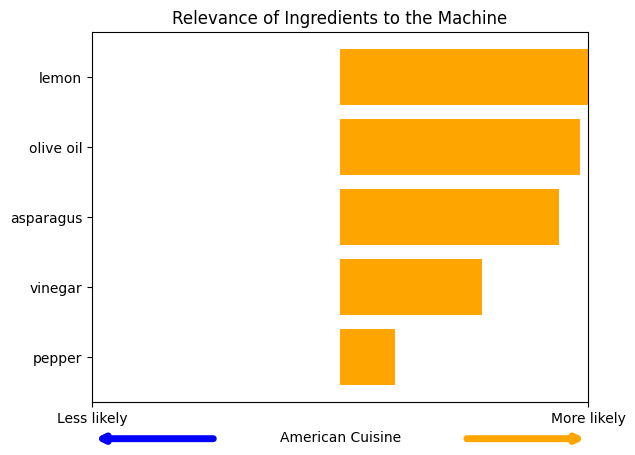 Relevance of Ingredients to the Machine
lemon
olive oil
asparagus
vinegar
pepper
Less likely
More likely
American Cuisine